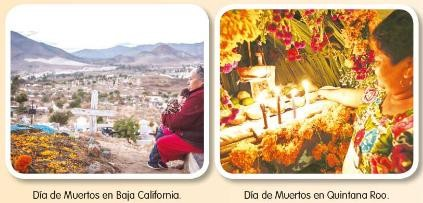 Día de Muertos en Baja California.
Día de Muertos en Quintana Roo.